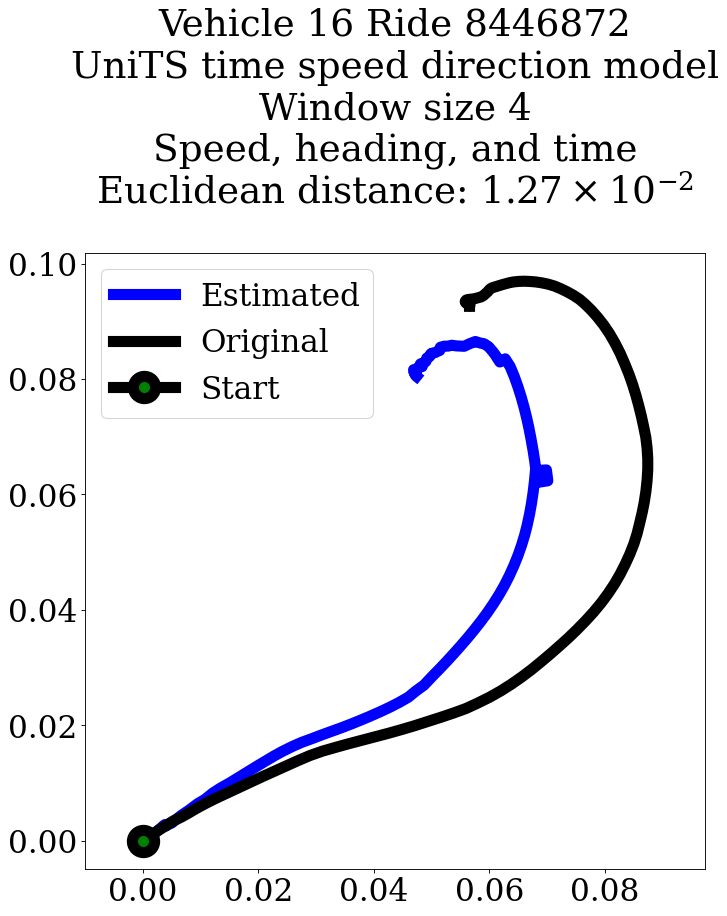 Vehicle 16 Ride 8446872
UniTS time speed direction model
Window size 4
Speed, heading, and time
Euclidean distance: 1.27 × 10⁻²
Estimated
Original
Start
0.10
0.08
0.06
0.04
0.02
0.00
0.00 0.02 0.04 0.06 0.08